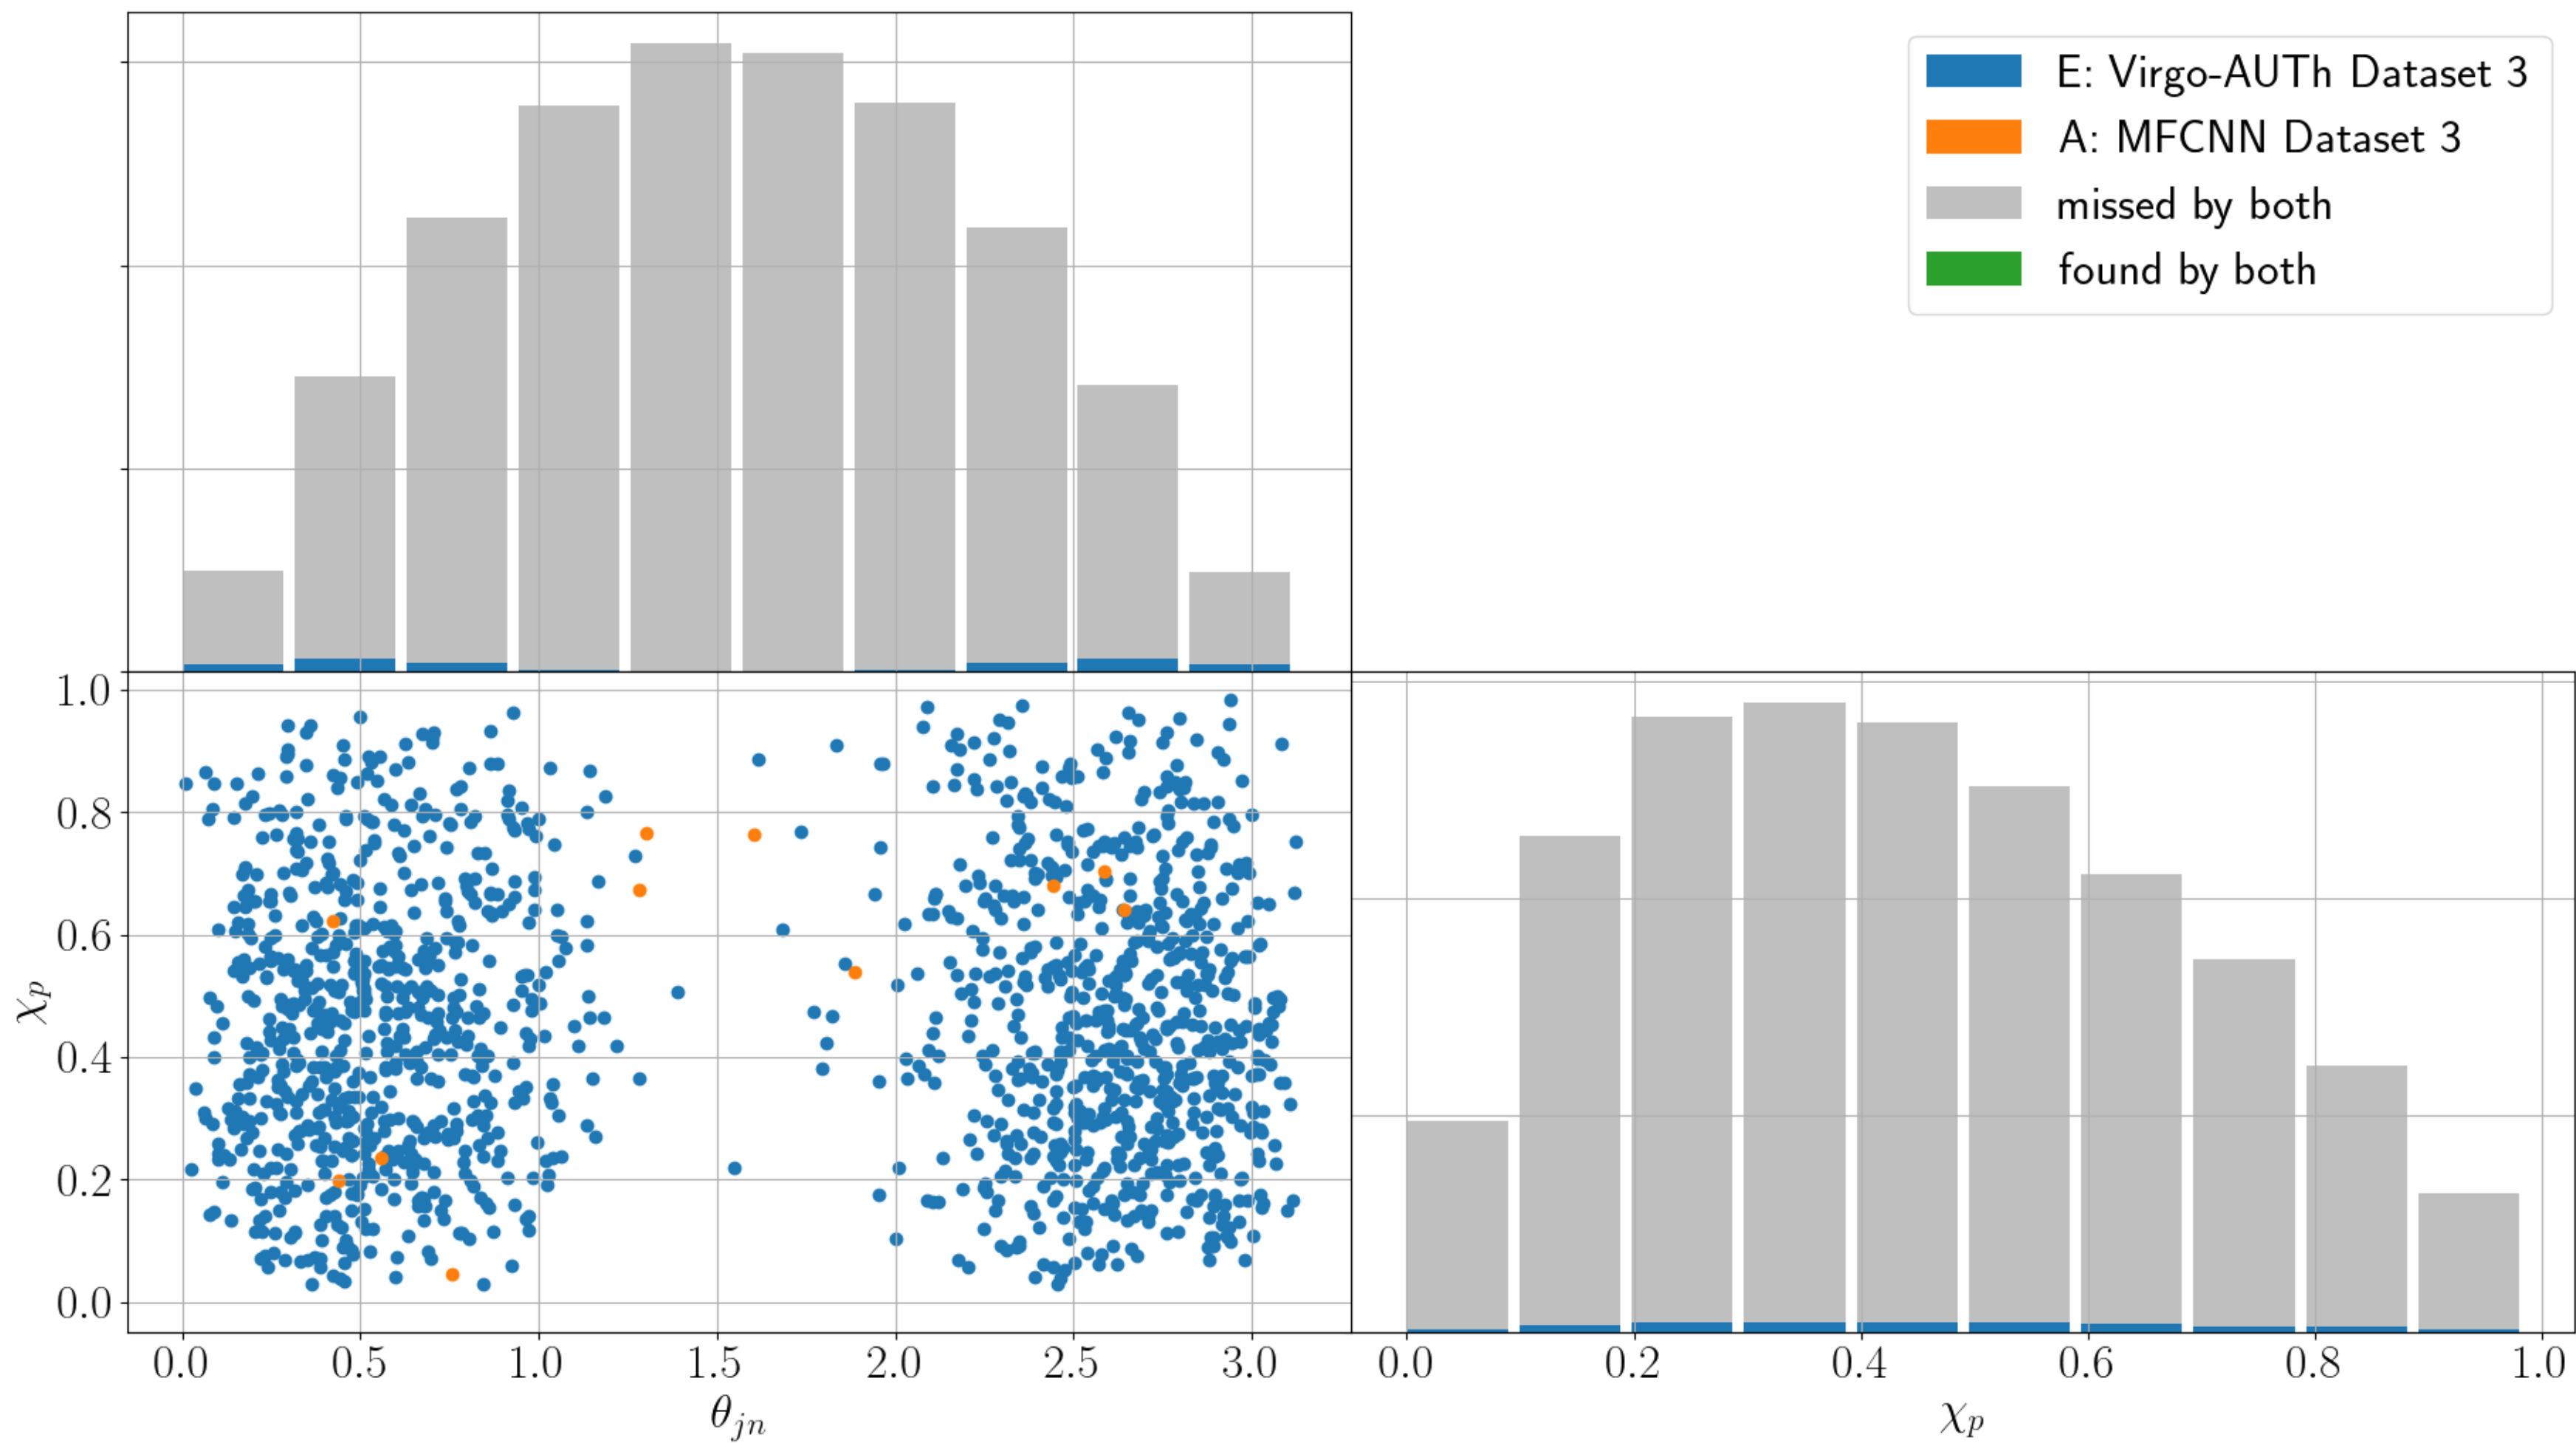 E: Virgo-AUTh Dataset 3
A: MFCNN Dataset 3
missed by both
found by both
1.0
0.8
0.6
0.4
0.2
0.0
χp
0.0 0.5 1.0 1.5 2.0 2.5 3.0
θjn
0.0 0.2 0.4 0.6 0.8 1.0
χp